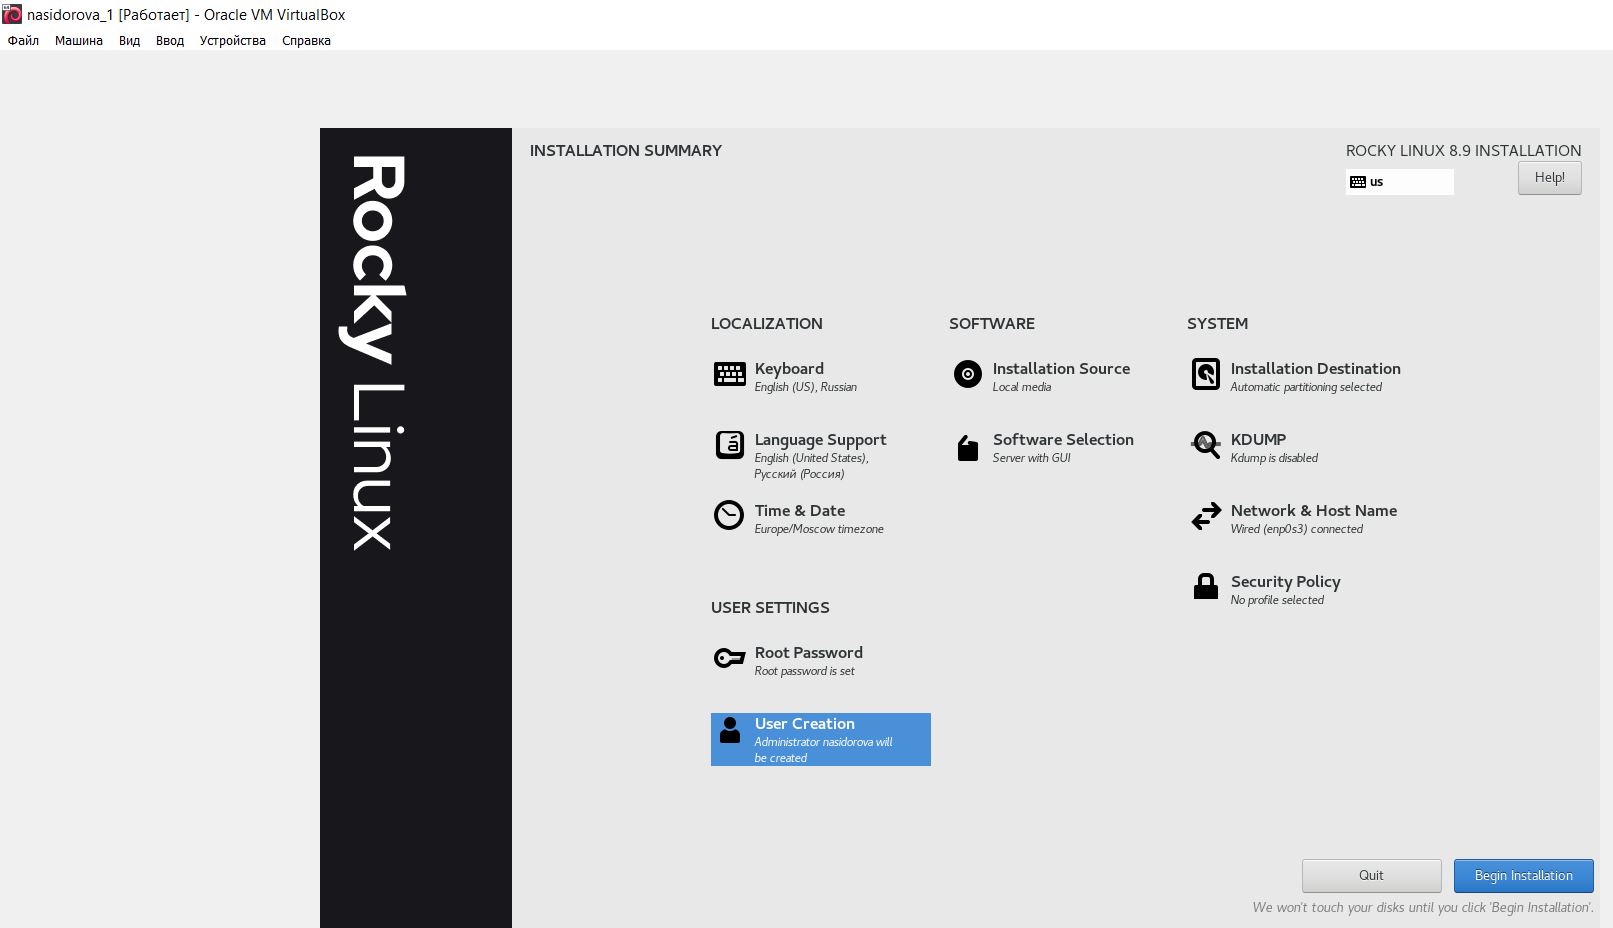 nasidorova_1 [Работает] - Oracle VM VirtualBox
Файл Машина Вид Ввод Устройства Справка
Rocky Linux
INSTALLATION SUMMARY
ROCKY LINUX 8.9 INSTALLATION
us
Help!
LOCALIZATION
Keyboard
English (US), Russian
Language Support
English (United States),
Русский (Россия)
Time & Date
Europe/Moscow timezone
SOFTWARE
Installation Source
Local media
Software Selection
Server with GUI
SYSTEM
Installation Destination
Automatic partitioning selected
KDUMP
Kdump is disabled
Network & Host Name
Wired (enp0s3) connected
Security Policy
No profile selected
USER SETTINGS
Root Password
Root password is set
User Creation
Administrator nasidorova will
be created
Quit
Begin Installation
We won't touch your disks until you click 'Begin Installation'.